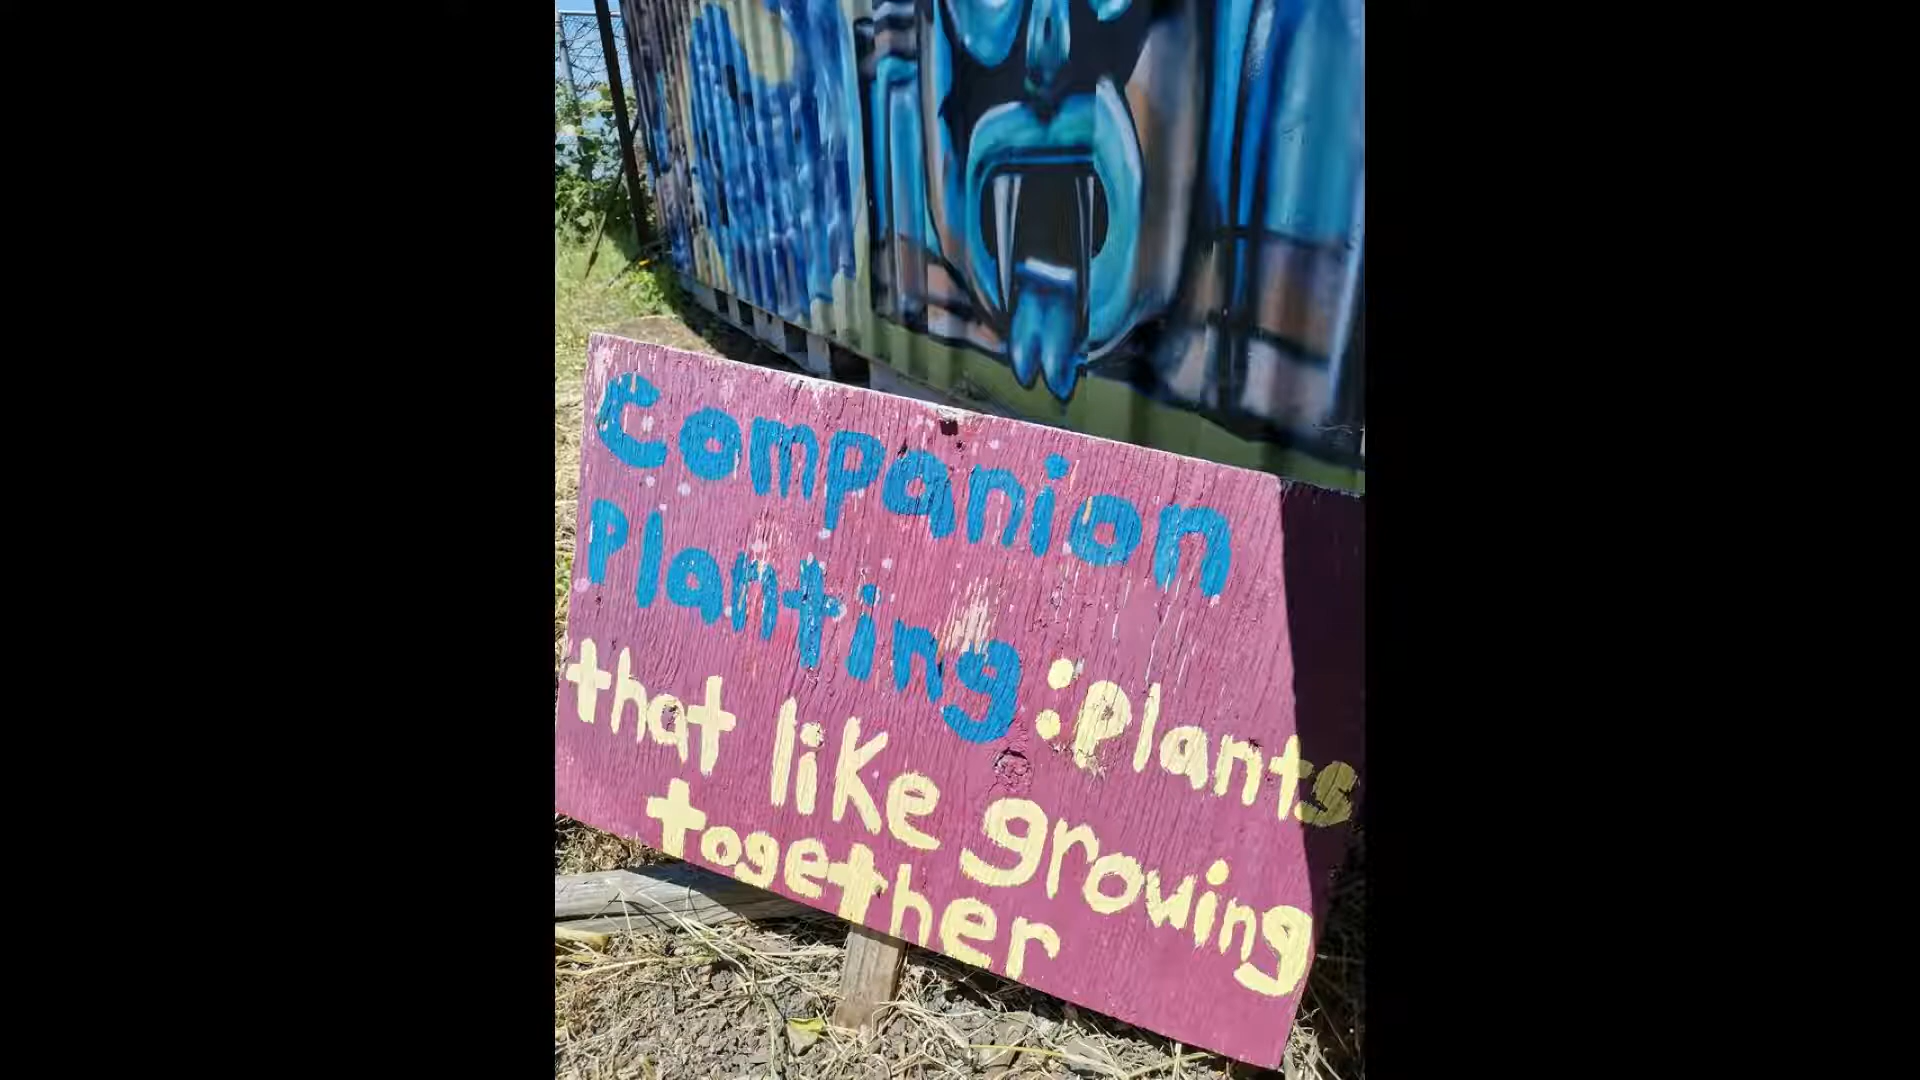 Companion
Planting : Plants
that like growing
together